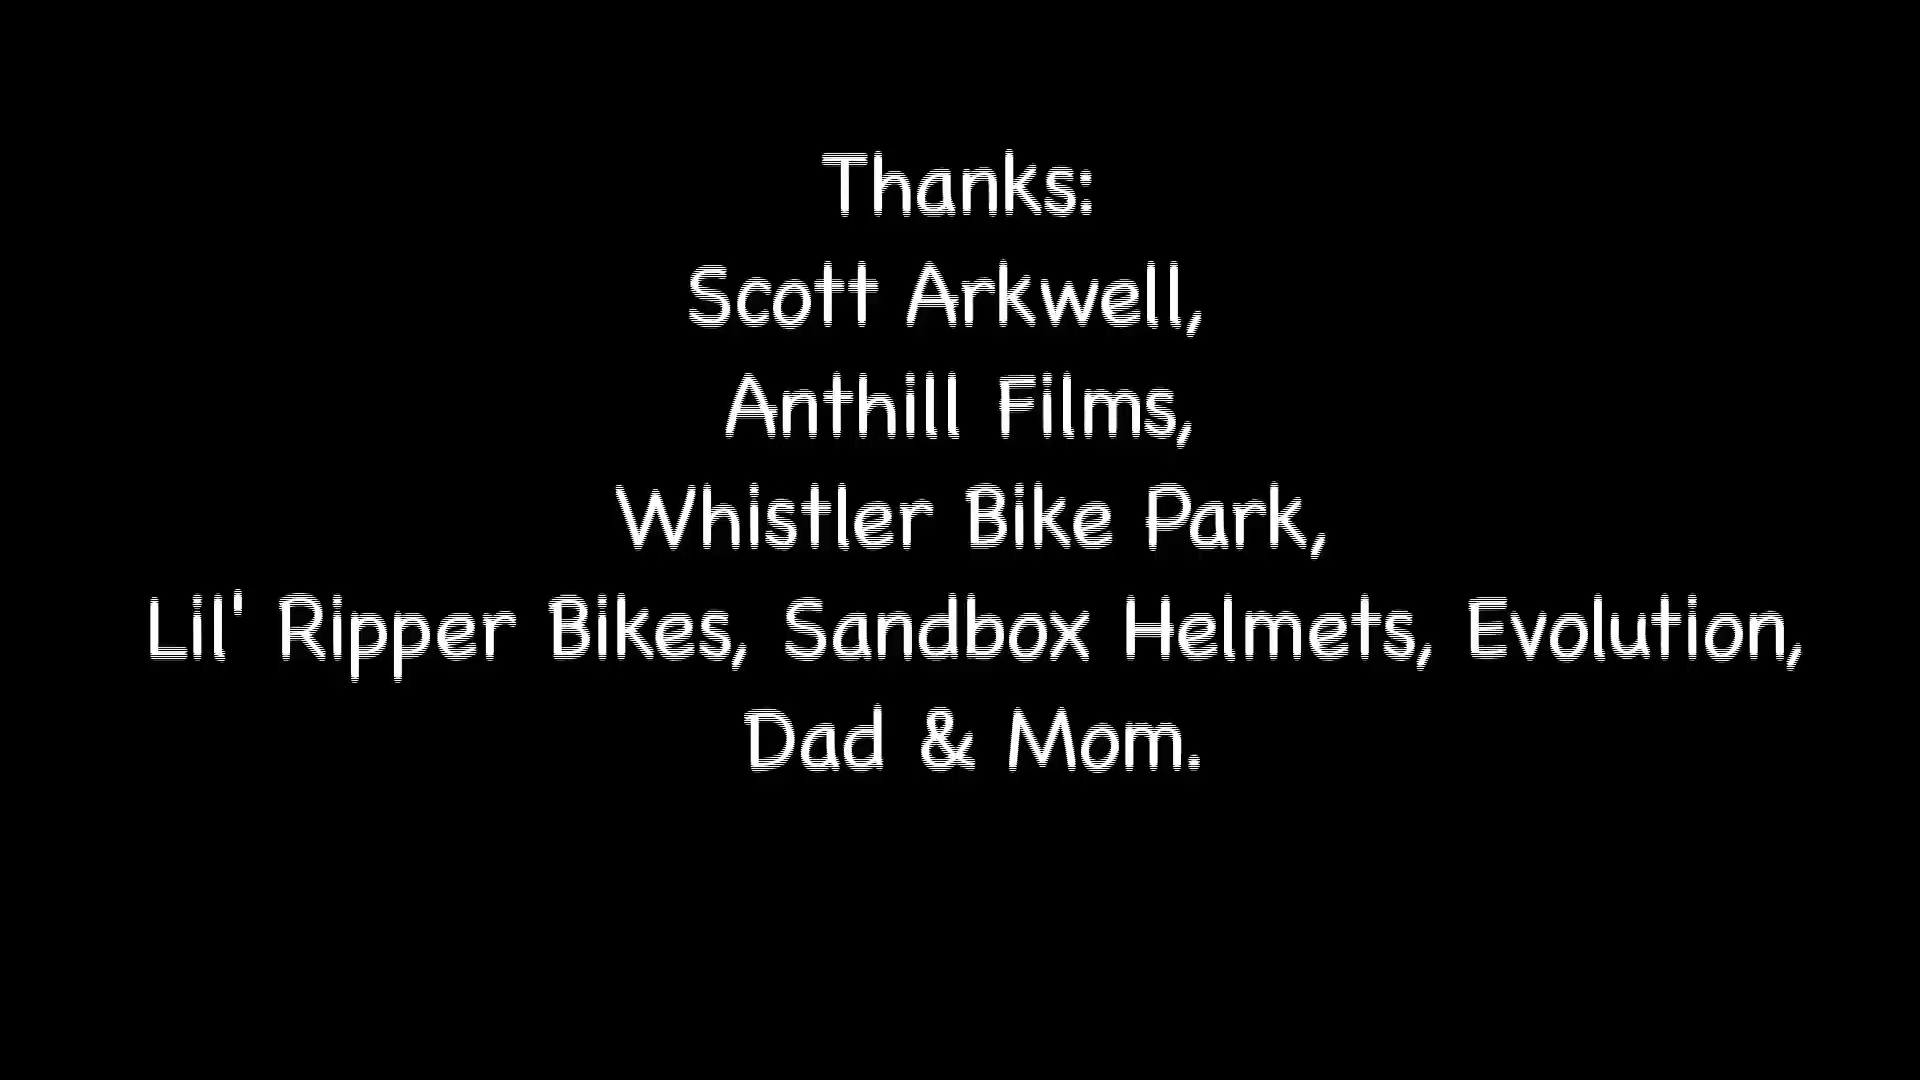 Thanks:
Scott Arkwell,
Anthill Films,
Whistler Bike Park,
Lil' Ripper Bikes, Sandbox Helmets, Evolution,
Dad & Mom.